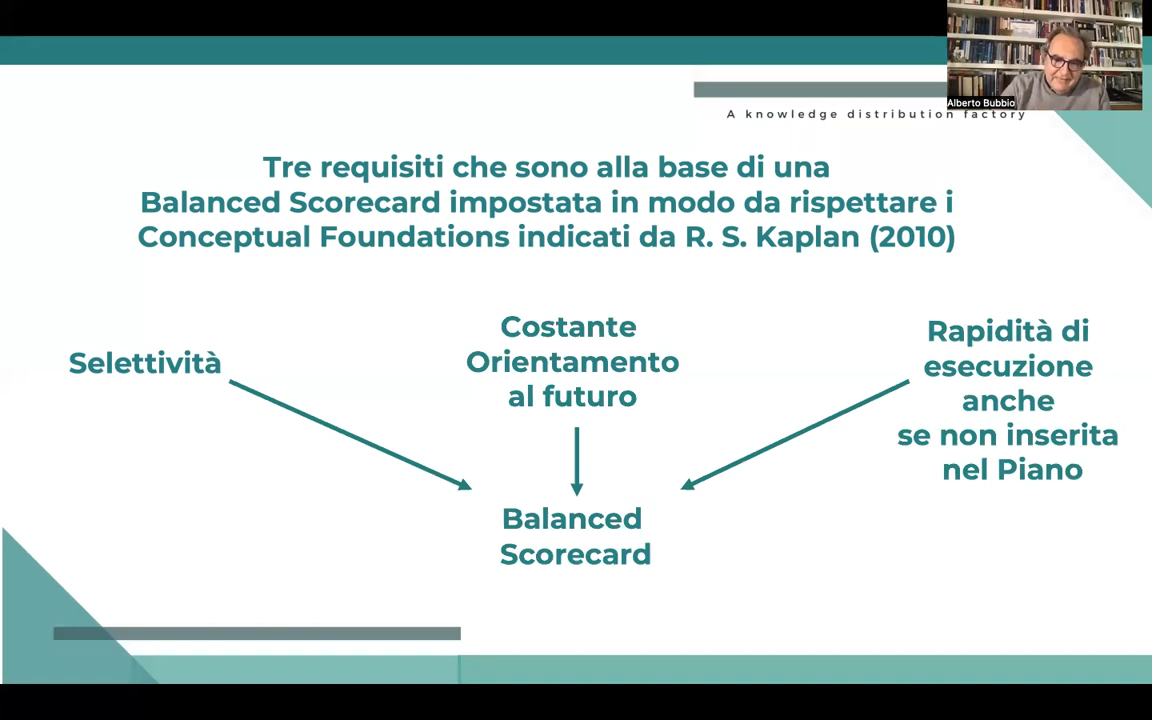 Alberto Bubbio
A knowledge distribution factory
Tre requisiti che sono alla base di una
Balanced Scorecard impostata in modo da rispettare i
Conceptual Foundations indicati da R. S. Kaplan (2010)
Selettività
Costante
Orientamento
al futuro
Rapidità di
esecuzione
anche
se non inserita
nel Piano
Balanced
Scorecard